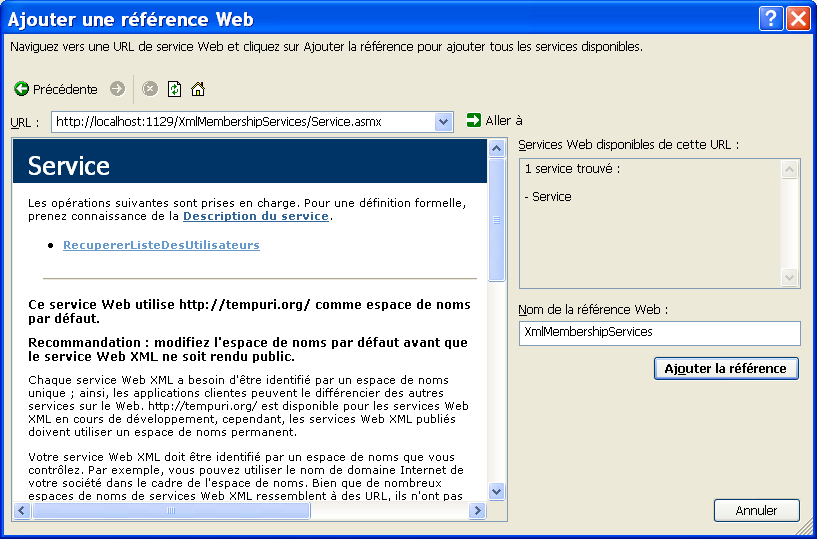 Ajouter une référence Web
Naviguez vers une URL de service Web et cliquez sur Ajouter la référence pour ajouter tous les services disponibles.
Précédente
URL : http://localhost:1129/XmlMembershipServices/Service.asmx Aller à
Service
Les opérations suivantes sont prises en charge. Pour une définition formelle,
prenez connaissance de la Description du service.
• RecupererListeDesUtilisateurs
Ce service Web utilise http://tempuri.org/ comme espace de noms
par défaut.
Recommandation : modifiez l'espace de noms par défaut avant que
le service Web XML ne soit rendu public.
Chaque service Web XML a besoin d'être identifié par un espace de noms
unique ; ainsi, les applications clientes peuvent le différencier des autres
services sur le Web. http://tempuri.org/ est disponible pour les services Web
XML en cours de développement, cependant, les services Web XML publiés
doivent utiliser un espace de noms permanent.
Votre service Web XML doit être identifié par un espace de noms que vous
contrôlez. Par exemple, vous pouvez utiliser le nom de domaine Internet de
votre société dans le cadre de l'espace de noms. Bien que de nombreux
espaces de noms de services Web XML ressemblent à des URL, ils n'ont pas
Services Web disponibles de cette URL :
1 service trouvé :
- Service
Nom de la référence Web :
XmlMembershipServices
Ajouter la référence
Annuler